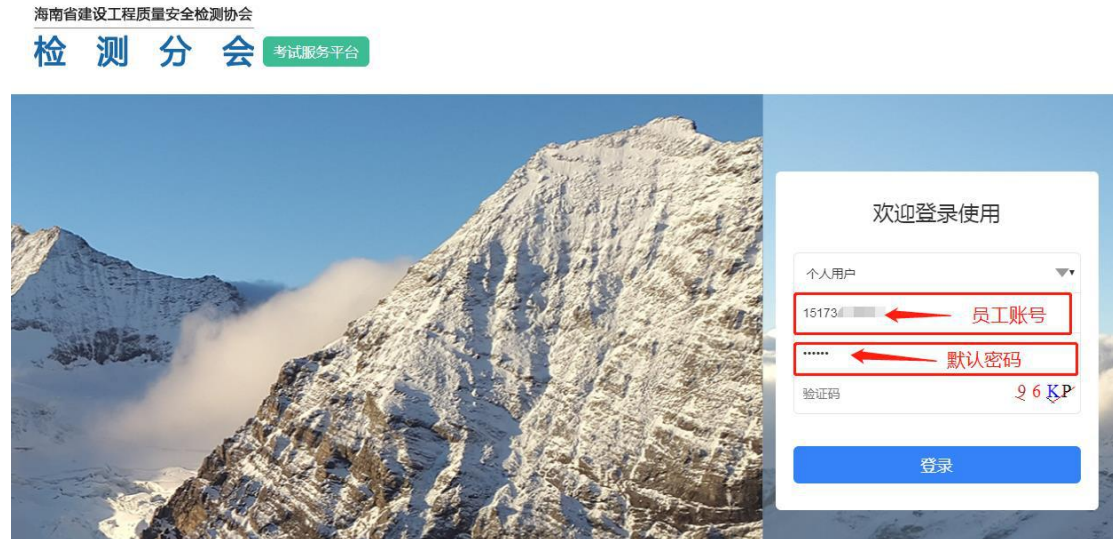 海南省建设工程质量安全检测协会
检测分会 考试服务平台
欢迎登录使用
个人用户
15173 员工账号
•••••• 默认密码
验证码 96KP
登录